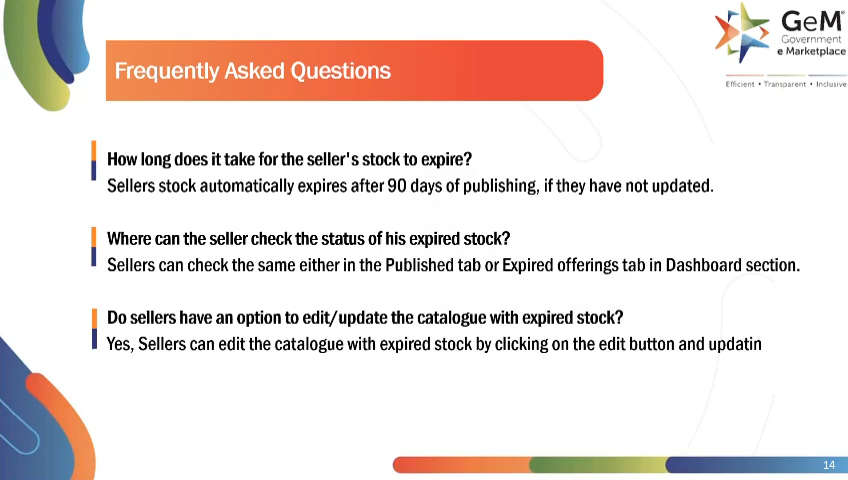 GeM
Government
e Marketplace
Efficient • Transparent • Inclusive
Frequently Asked Questions
How long does it take for the seller's stock to expire?
Sellers stock automatically expires after 90 days of publishing, if they have not updated.
Where can the seller check the status of his expired stock?
Sellers can check the same either in the Published tab or Expired offerings tab in Dashboard section.
Do sellers have an option to edit/update the catalogue with expired stock?
Yes, Sellers can edit the catalogue with expired stock by clicking on the edit button and updatin
14